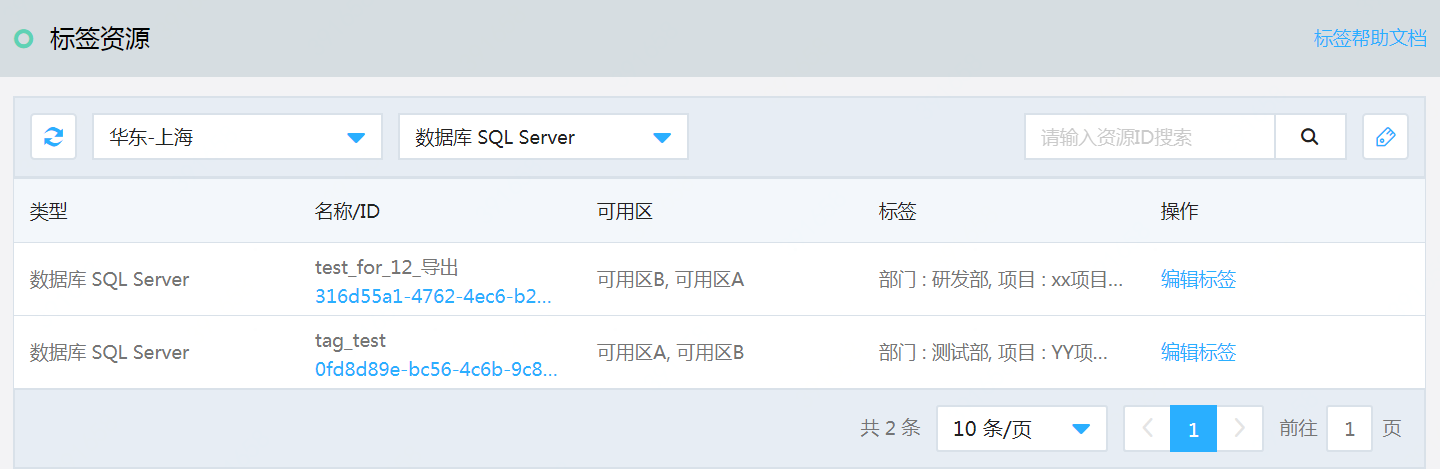 标签资源
标签帮助文档
华东-上海
数据库 SQL Server
请输入资源ID搜索
类型 名称/ID 可用区 标签 操作
数据库 SQL Server test_for_12_导出 可用区B, 可用区A 部门 : 研发部, 项目 : xx项目... 编辑标签
316d55a1-4762-4ec6-b2...
数据库 SQL Server tag_test 可用区A, 可用区B 部门 : 测试部, 项目 : YY项... 编辑标签
0fd8d89e-bc56-4c6b-9c8...
共 2 条 10 条/页 1 前往 1 页